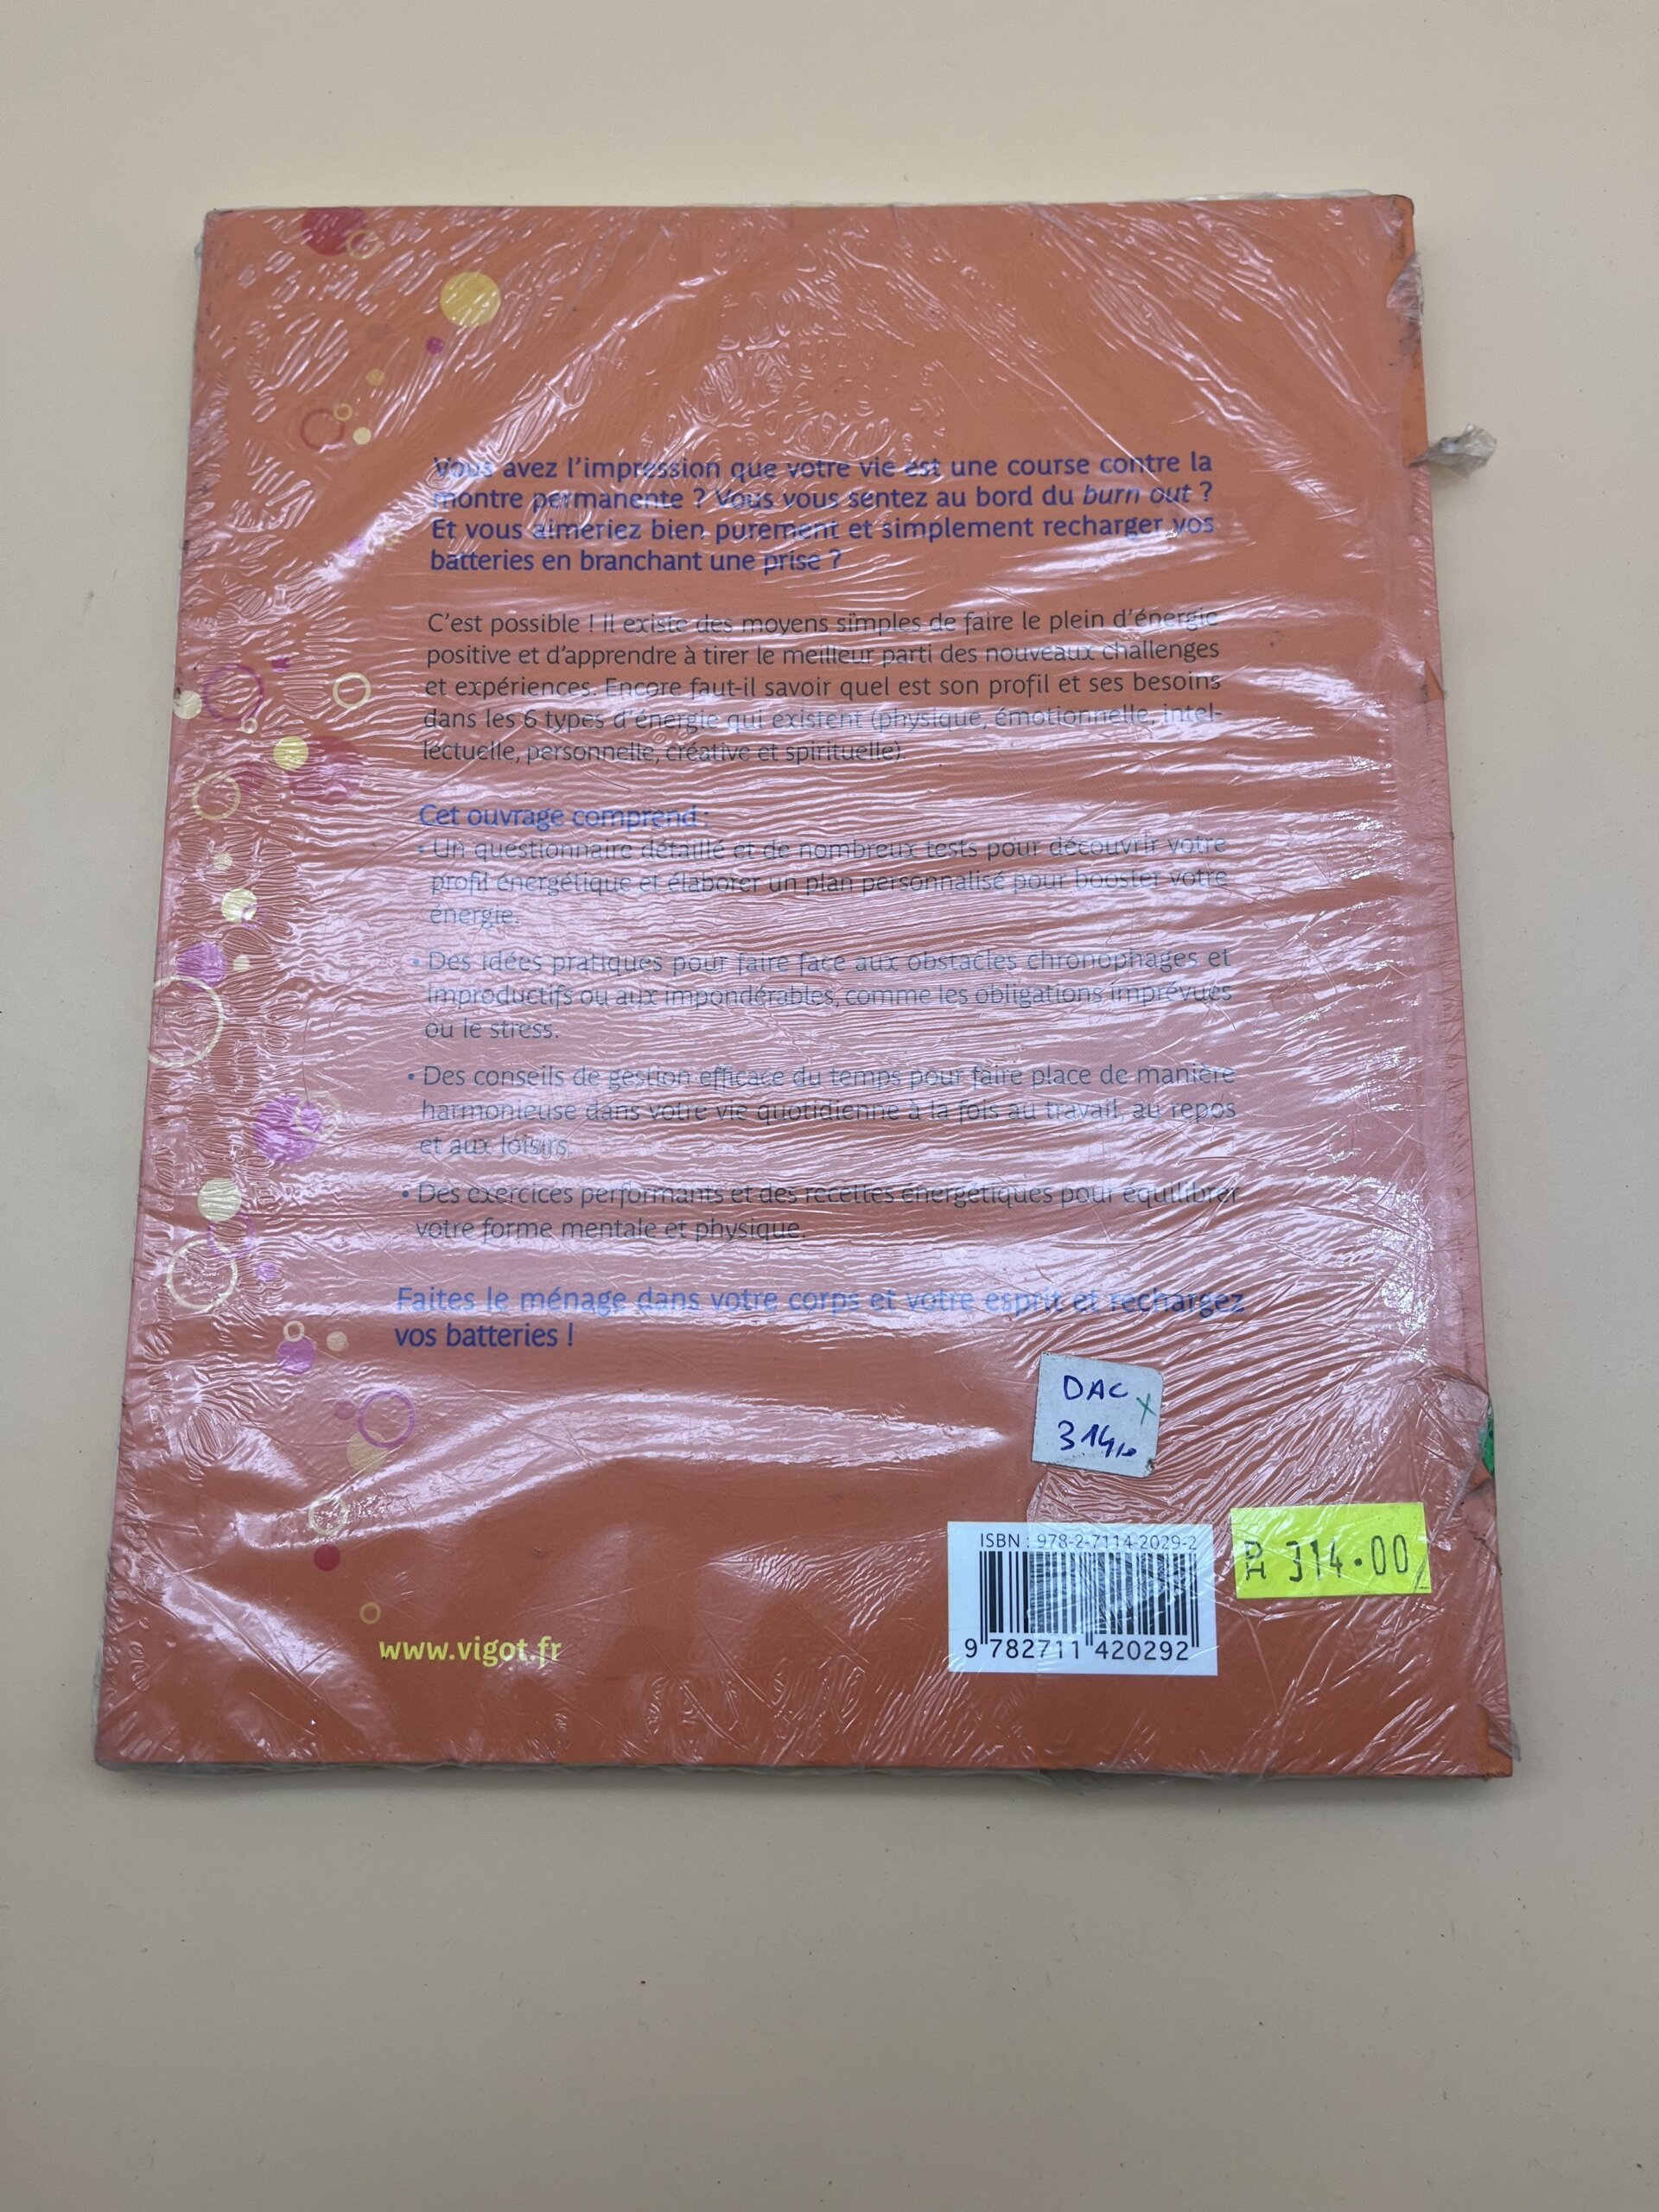 Vous avez l'impression que votre vie est une course contre la
montre permanente ? Vous vous sentez au bord du burn out ?
Et vous aimeriez bien purement et simplement recharger vos
batteries en branchant une prise ?
C'est possible ! Il existe des moyens simples de faire le plein d'énergie
positive et d'apprendre à tirer le meilleur parti des nouveaux challenges
et expériences. Encore faut-il savoir quel est son profil et ses besoins
dans les 6 types d'énergie qui existent (physique, émotionnelle, intel-
lectuelle, personnelle, créative et spirituelle).
Cet ouvrage comprend :
• Un questionnaire détaillé et de nombreux tests pour découvrir votre
profil énergétique et élaborer un plan personnalisé pour booster votre
énergie.
• Des idées pratiques pour faire face aux obstacles chronophages et
improductifs ou aux impondérables, comme les obligations imprévues
ou le stress.
• Des conseils de gestion efficace du temps pour faire place de manière
harmonieuse dans votre vie quotidienne à la fois au travail, au repos
et aux loisirs.
• Des exercices performants et des recettes énergétiques pour équilibrer
votre forme mentale et physique.
Faites le ménage dans votre corps et votre esprit et rechargez
vos batteries !
DAC x
314,
ISBN : 978-2-7114-2029-2
314.00
9 782711 420292
www.vigot.fr